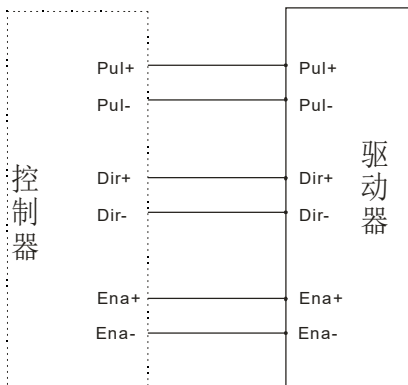 Pul+ Pul+
Pul- Pul-
Dir+ Dir+
Dir- Dir-
Ena+ Ena+
Ena- Ena-
控制器
驱动器